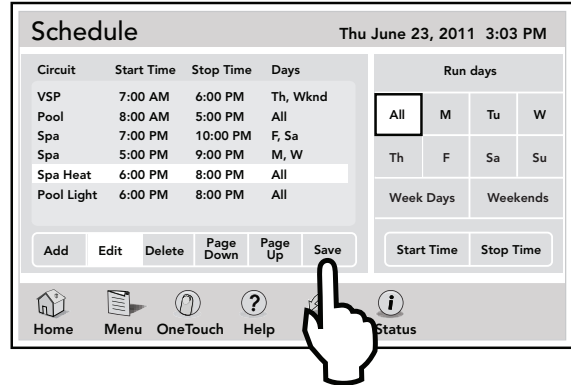 Schedule Thu June 23, 2011 3:03 PM
Circuit Start Time Stop Time Days
VSP 7:00 AM 6:00 PM Th, Wknd
Pool 8:00 AM 5:00 PM All
Spa 7:00 PM 10:00 PM F, Sa
Spa 5:00 PM 9:00 PM M, W
Spa Heat 6:00 PM 8:00 PM All
Pool Light 6:00 PM 8:00 PM All
Add Edit Delete Page Down Page Up Save
Run days
All M Tu W
Th F Sa Su
Week Days Weekends
Start Time Stop Time
? i
Home Menu OneTouch Help Status